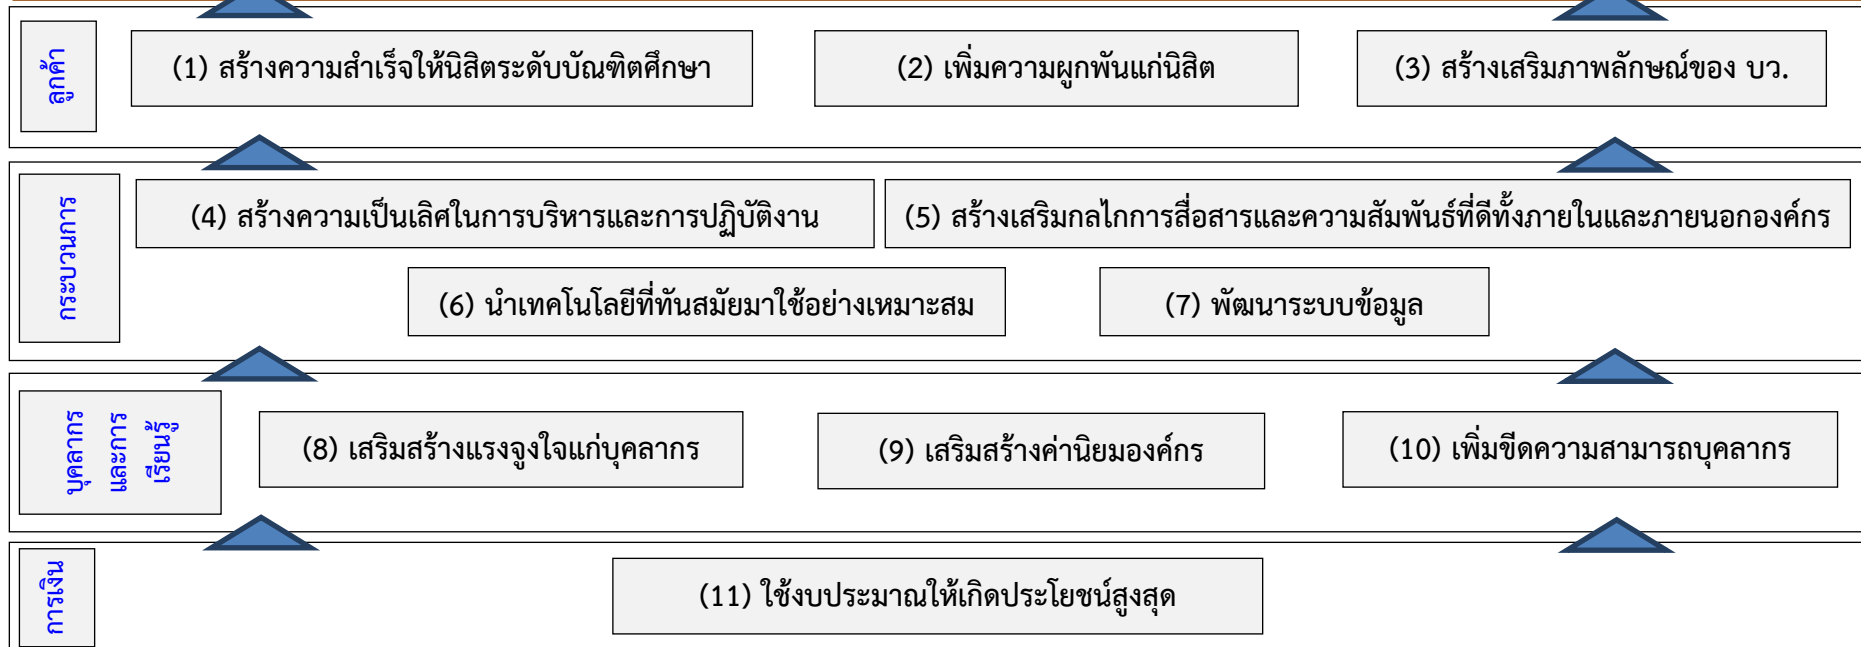 ลูกค้า
(1) สร้างความสำเร็จให้นิสิตระดับบัณฑิตศึกษา
(2) เพิ่มความผูกพันแก่นิสิต
(3) สร้างเสริมภาพลักษณ์ของ บว.
กระบวนการ
(4) สร้างความเป็นเลิศในการบริหารและการปฏิบัติงาน
(5) สร้างเสริมกลไกการสื่อสารและความสัมพันธ์ที่ดีทั้งภายในและภายนอกองค์กร
(6) นำเทคโนโลยีที่ทันสมัยมาใช้อย่างเหมาะสม
(7) พัฒนาระบบข้อมูล
บุคลากร
และการ
เรียนรู้
(8) เสริมสร้างแรงจูงใจแก่บุคลากร
(9) เสริมสร้างค่านิยมองค์กร
(10) เพิ่มขีดความสามารถบุคลากร
การเงิน
(11) ใช้งบประมาณให้เกิดประโยชน์สูงสุด